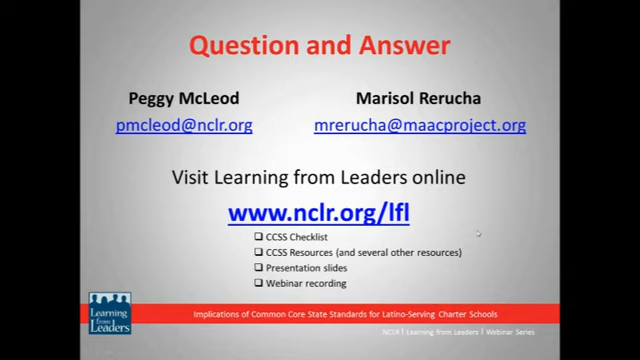 Question and Answer
Peggy McLeod
Marisol Rerucha
pmcleod@nclr.org
mrerucha@maacproject.org
Visit Learning from Leaders online
www.nclr.org/lfl
CCSS Checklist
CCSS Resources (and several other resources)
Presentation slides
Webinar recording
Implications of Common Core State Standards for Latino-Serving Charter Schools
Learning
from
Leaders
NCLR | Learning from Leaders | Webinar Series